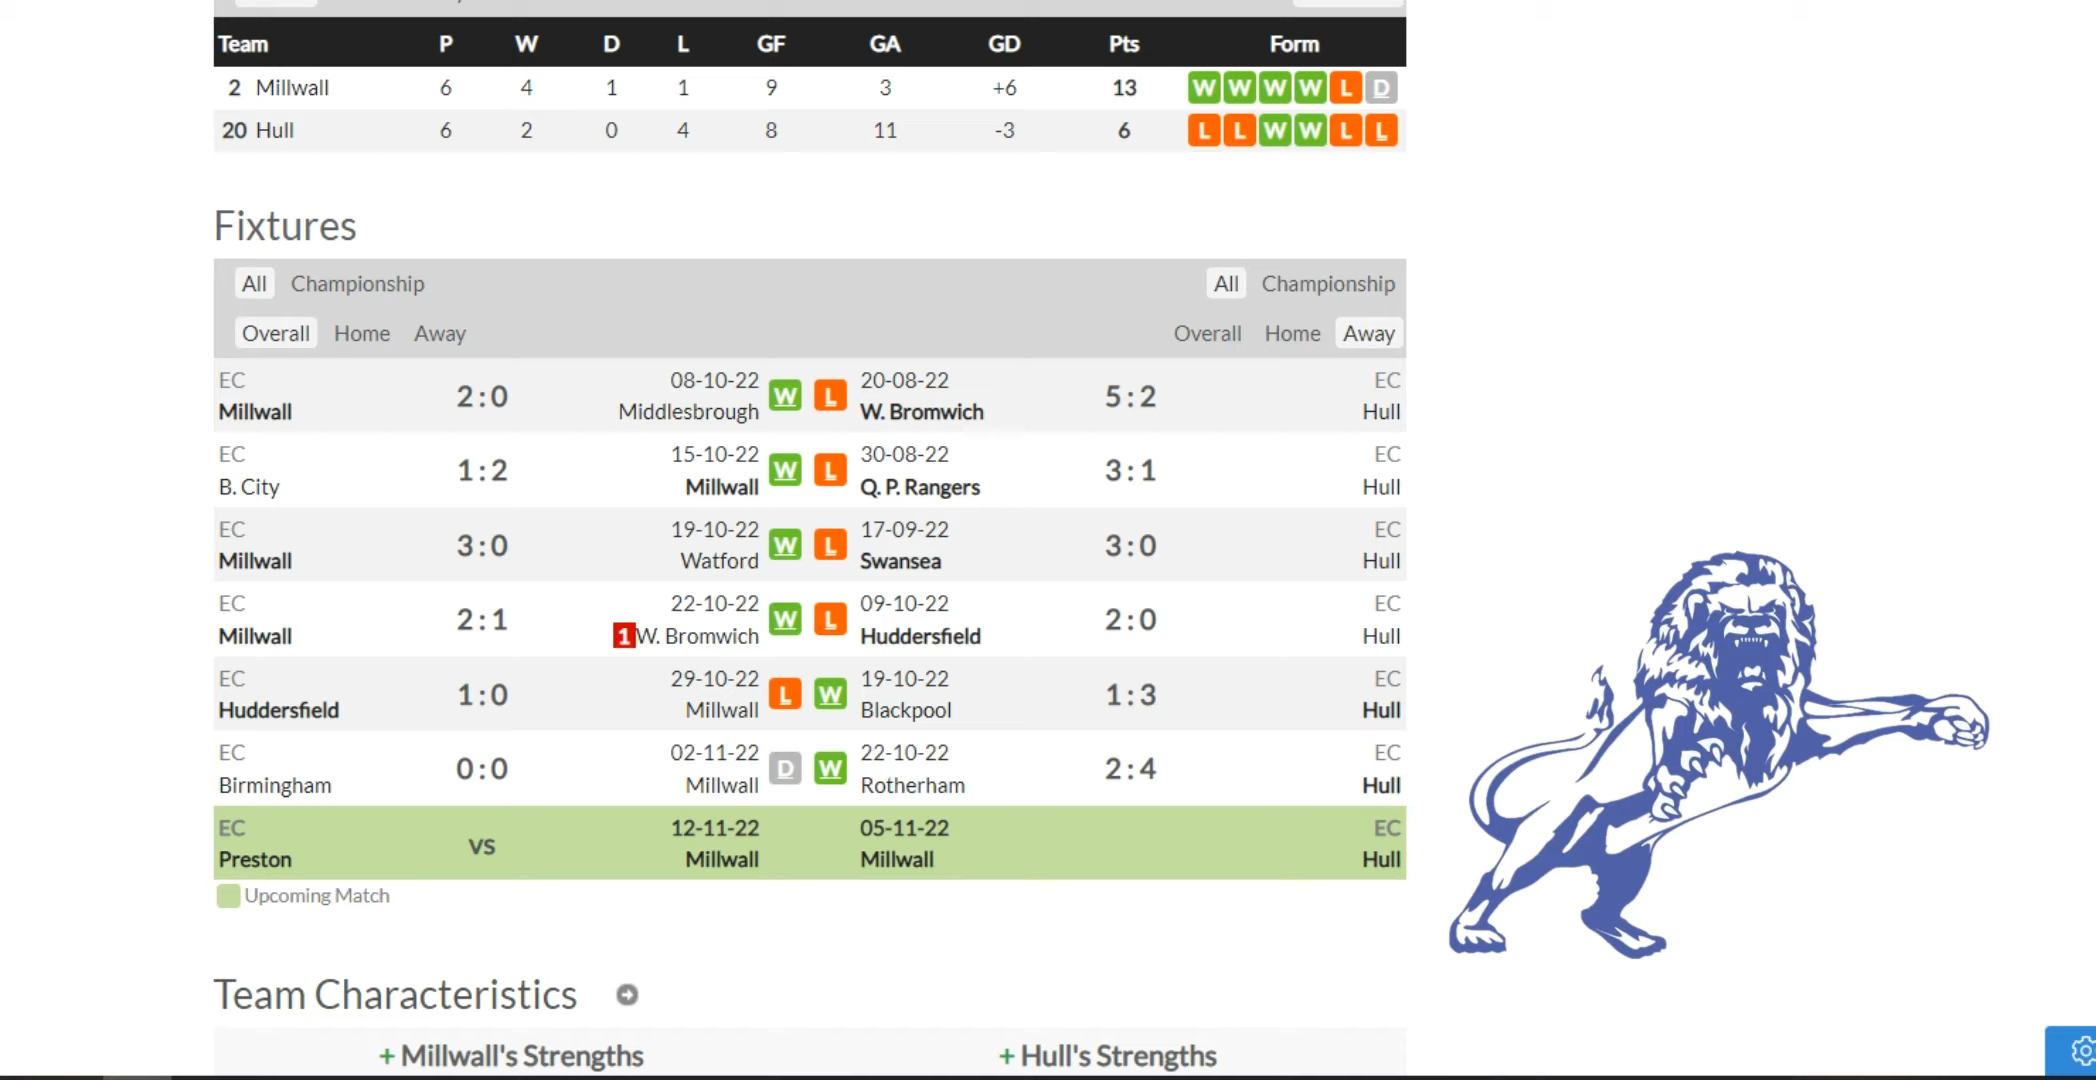 Team P W D L GF GA GD Pts Form
2 Millwall 6 4 1 1 9 3 +6 13 W W W W L D
20 Hull 6 2 0 4 8 11 -3 6 L L W W L L
Fixtures
All Championship All Championship
Overall Home Away Overall Home Away
EC 08-10-22 20-08-22 EC
Millwall 2:0 Middlesbrough W L W. Bromwich 5:2 Hull
EC 15-10-22 30-08-22 EC
B. City 1:2 Millwall W L Q. P. Rangers 3:1 Hull
EC 19-10-22 17-09-22 EC
Millwall 3:0 Watford W L Swansea 3:0 Hull
EC 22-10-22 09-10-22 EC
Millwall 2:1 1 W. Bromwich W L Huddersfield 2:0 Hull
EC 29-10-22 19-10-22 EC
Huddersfield 1:0 Millwall L W Blackpool 1:3 Hull
EC 02-11-22 22-10-22 EC
Birmingham 0:0 Millwall D W Rotherham 2:4 Hull
EC 12-11-22 05-11-22 EC
Preston VS Millwall Millwall Hull
Upcoming Match
Team Characteristics
+ Millwall's Strengths + Hull's Strengths